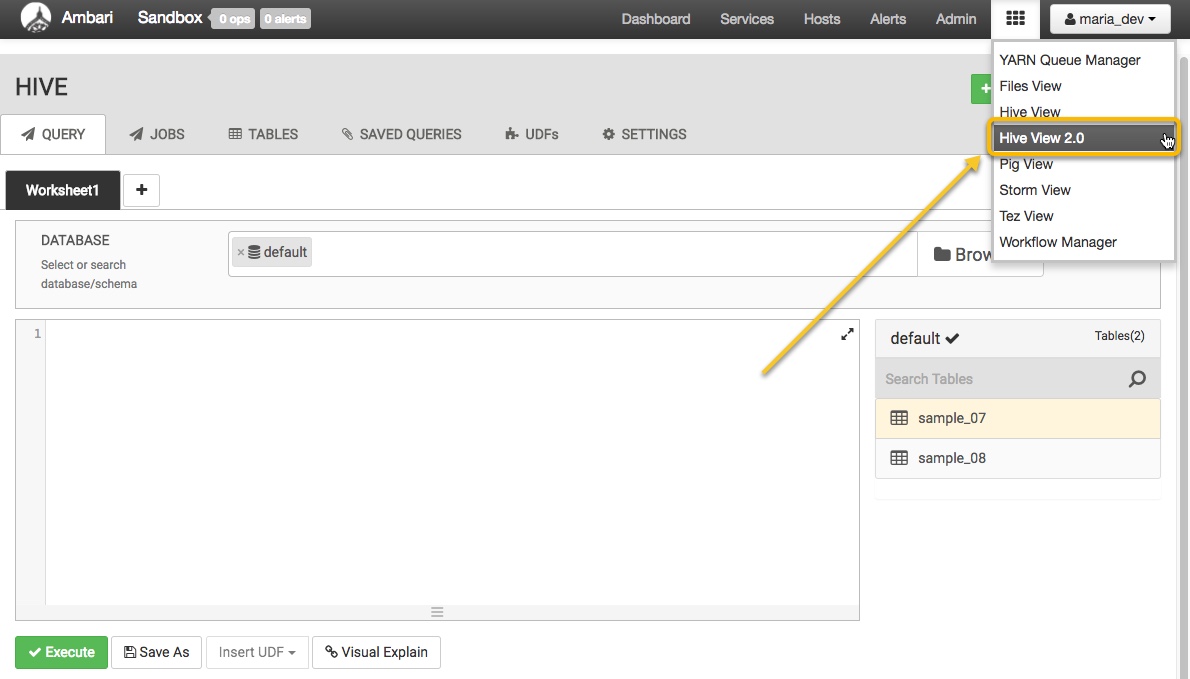 Ambari Sandbox 0 ops 0 alerts Dashboard Services Hosts Alerts Admin maria_dev
YARN Queue Manager
Files View
Hive View
Hive View 2.0
Pig View
Storm View
Tez View
Workflow Manager
HIVE
+
QUERY JOBS TABLES SAVED QUERIES UDFs SETTINGS
Worksheet1 +
DATABASE
Select or search
database/schema
× default
Brow
1
default Tables(2)
Search Tables
sample_07
sample_08
Execute Save As Insert UDF Visual Explain